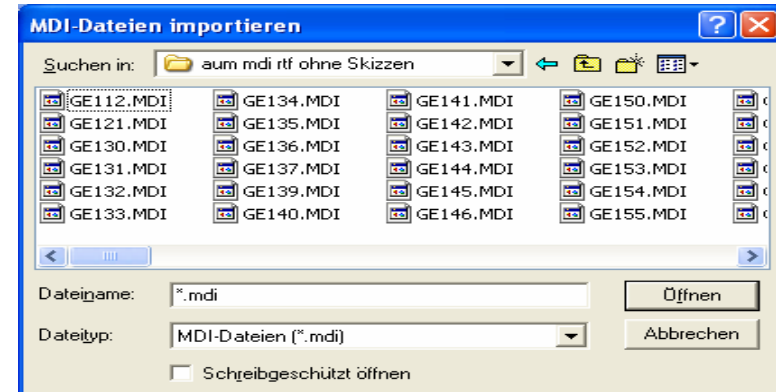 MDI-Dateien importieren
Suchen in: aum mdi rtf ohne Skizzen
GE112.MDI GE134.MDI GE141.MDI GE150.MDI
GE121.MDI GE135.MDI GE142.MDI GE151.MDI
GE130.MDI GE136.MDI GE143.MDI GE152.MDI
GE131.MDI GE137.MDI GE144.MDI GE153.MDI
GE132.MDI GE139.MDI GE145.MDI GE154.MDI
GE133.MDI GE140.MDI GE146.MDI GE155.MDI
Dateiname: *.mdi Öffnen
Dateityp: MDI-Dateien (*.mdi) Abbrechen
Schreibgeschützt öffnen